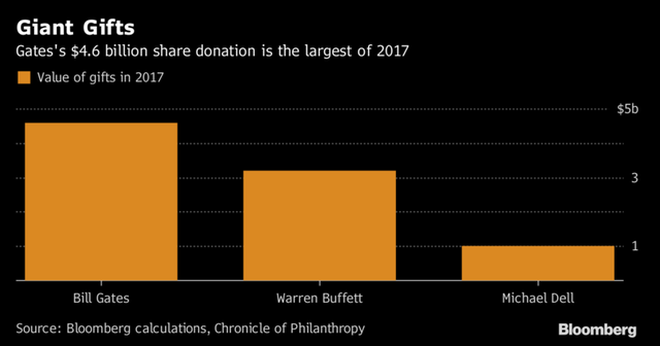 Giant Gifts
Gates's $4.6 billion share donation is the largest of 2017
Value of gifts in 2017
$5b
3
1
Bill Gates Warren Buffett Michael Dell
Source: Bloomberg calculations, Chronicle of Philanthropy
Bloomberg